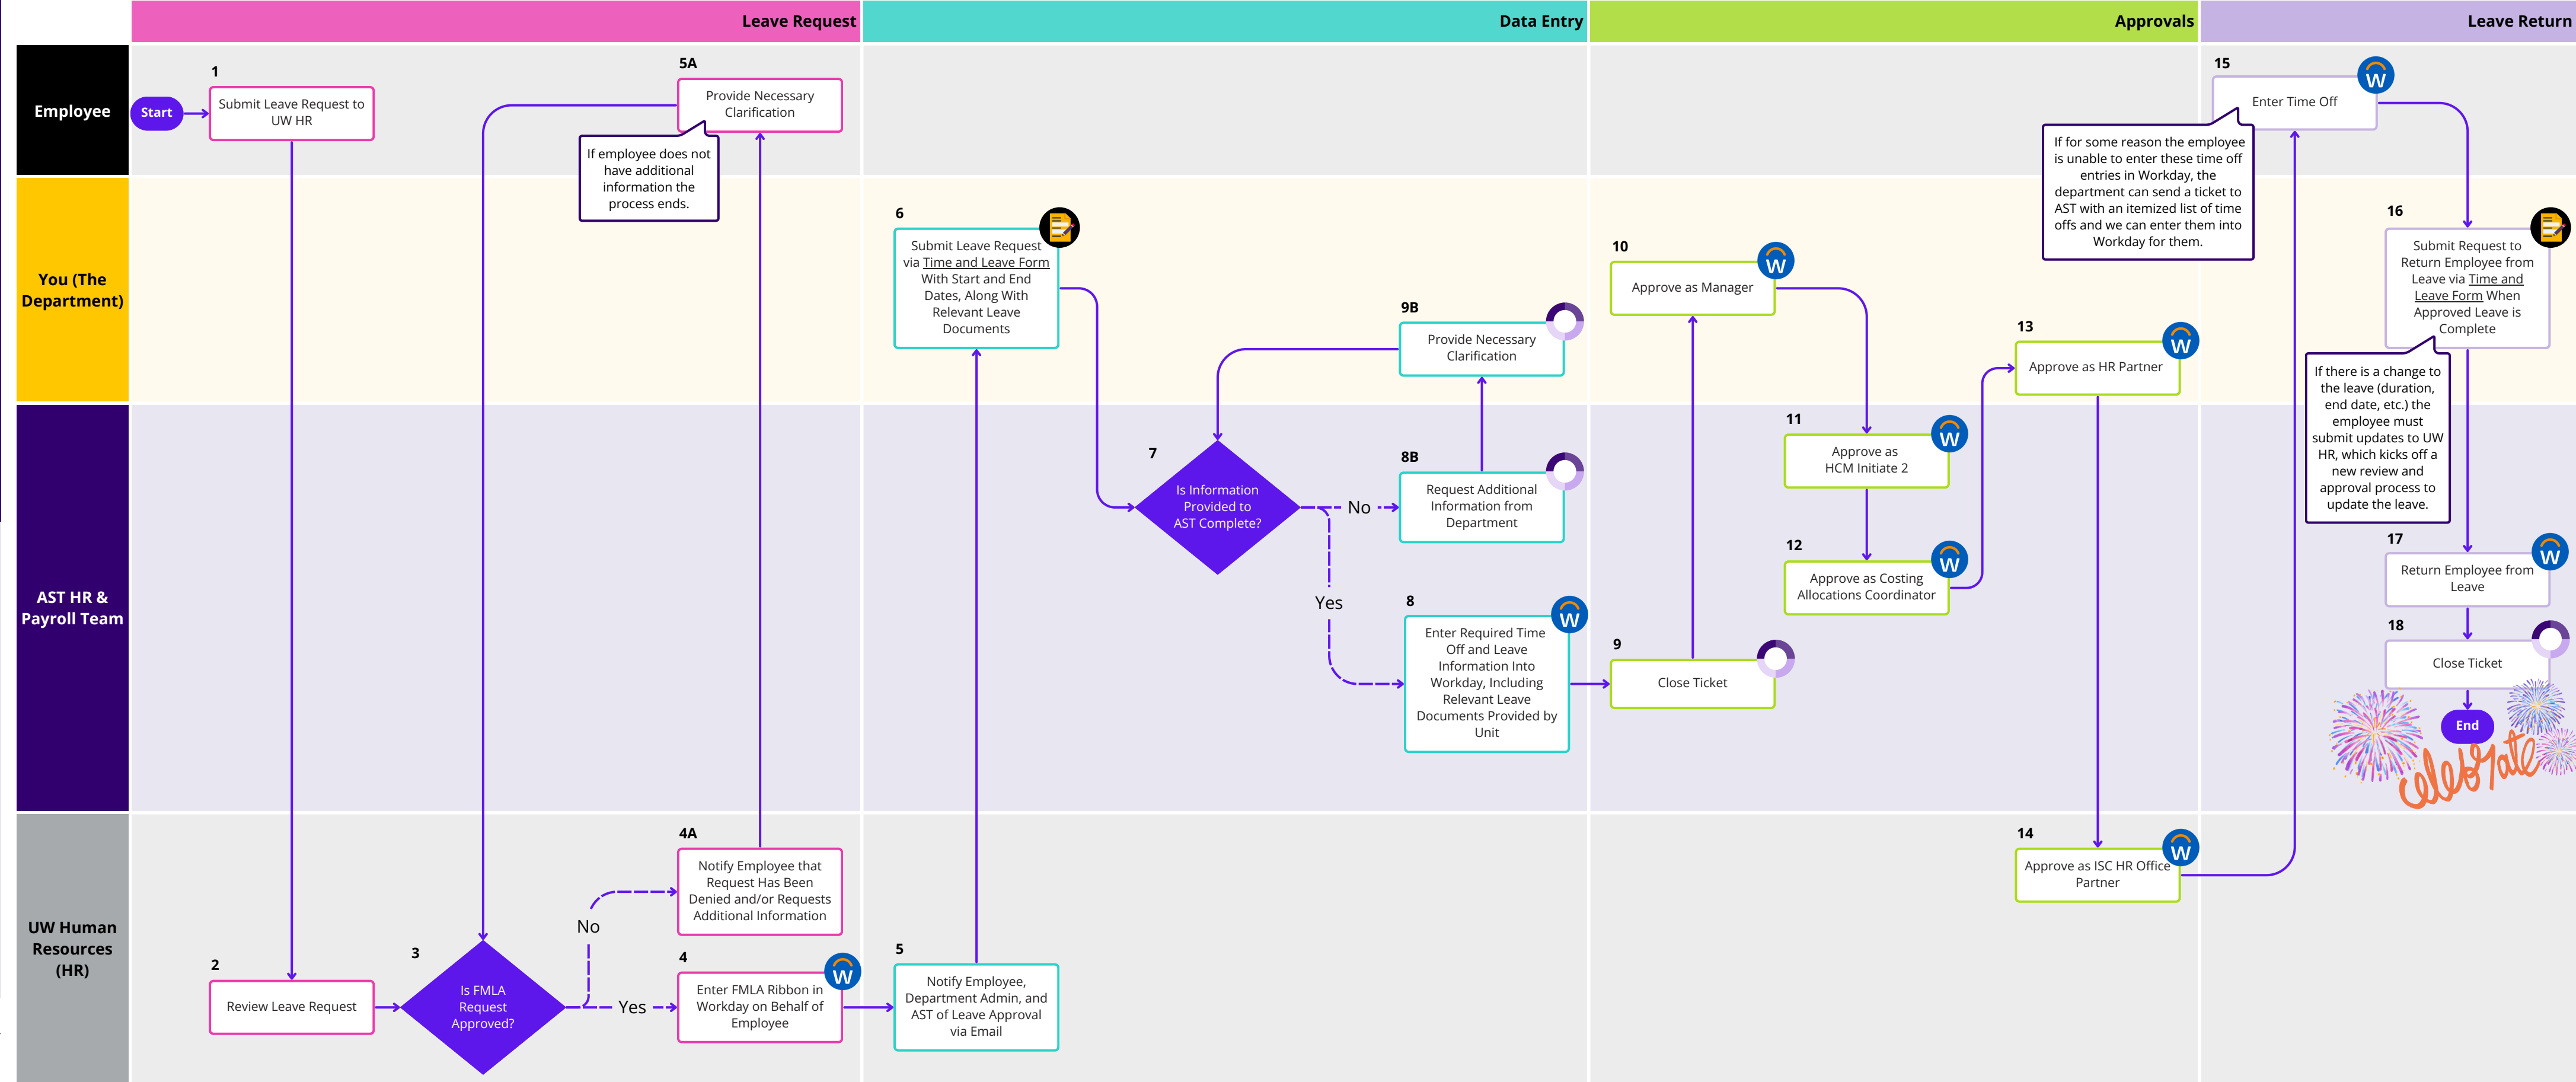 Leave Request
Data Entry
Approvals
Leave Return
Employee
Start
1
Submit Leave Request to
UW HR
5A
Provide Necessary
Clarification
If employee does not
have additional
information the
process ends.
15
W
Enter Time Off
If for some reason the employee
is unable to enter these time off
entries in Workday, the
department can send a ticket to
AST with an itemized list of time
offs and we can enter them into
Workday for them.
You (The
Department)
6
Submit Leave Request
via Time and Leave Form
With Start and End
Dates, Along With
Relevant Leave
Documents
9B
Provide Necessary
Clarification
10
W
Approve as Manager
13
W
Approve as HR Partner
16
Submit Request to
Return Employee from
Leave via Time and
Leave Form When
Approved Leave is
Complete
If there is a change to
the leave (duration,
end date, etc.) the
employee must
submit updates to UW
HR, which kicks off a
new review and
approval process to
update the leave.
AST HR &
Payroll Team
7
Is Information
Provided to
AST Complete?
No
Yes
8B
Request Additional
Information from
Department
8
W
Enter Required Time
Off and Leave
Information Into
Workday, Including
Relevant Leave
Documents Provided by
Unit
9
Close Ticket
11
W
Approve as
HCM Initiate 2
12
W
Approve as Costing
Allocations Coordinator
17
W
Return Employee from
Leave
18
Close Ticket
End
celebrate
UW Human
Resources
(HR)
2
Review Leave Request
3
Is FMLA
Request
Approved?
No
Yes
4A
Notify Employee that
Request Has Been
Denied and/or Requests
Additional Information
4
W
Enter FMLA Ribbon in
Workday on Behalf of
Employee
5
Notify Employee,
Department Admin, and
AST of Leave Approval
via Email
14
W
Approve as ISC HR Office
Partner